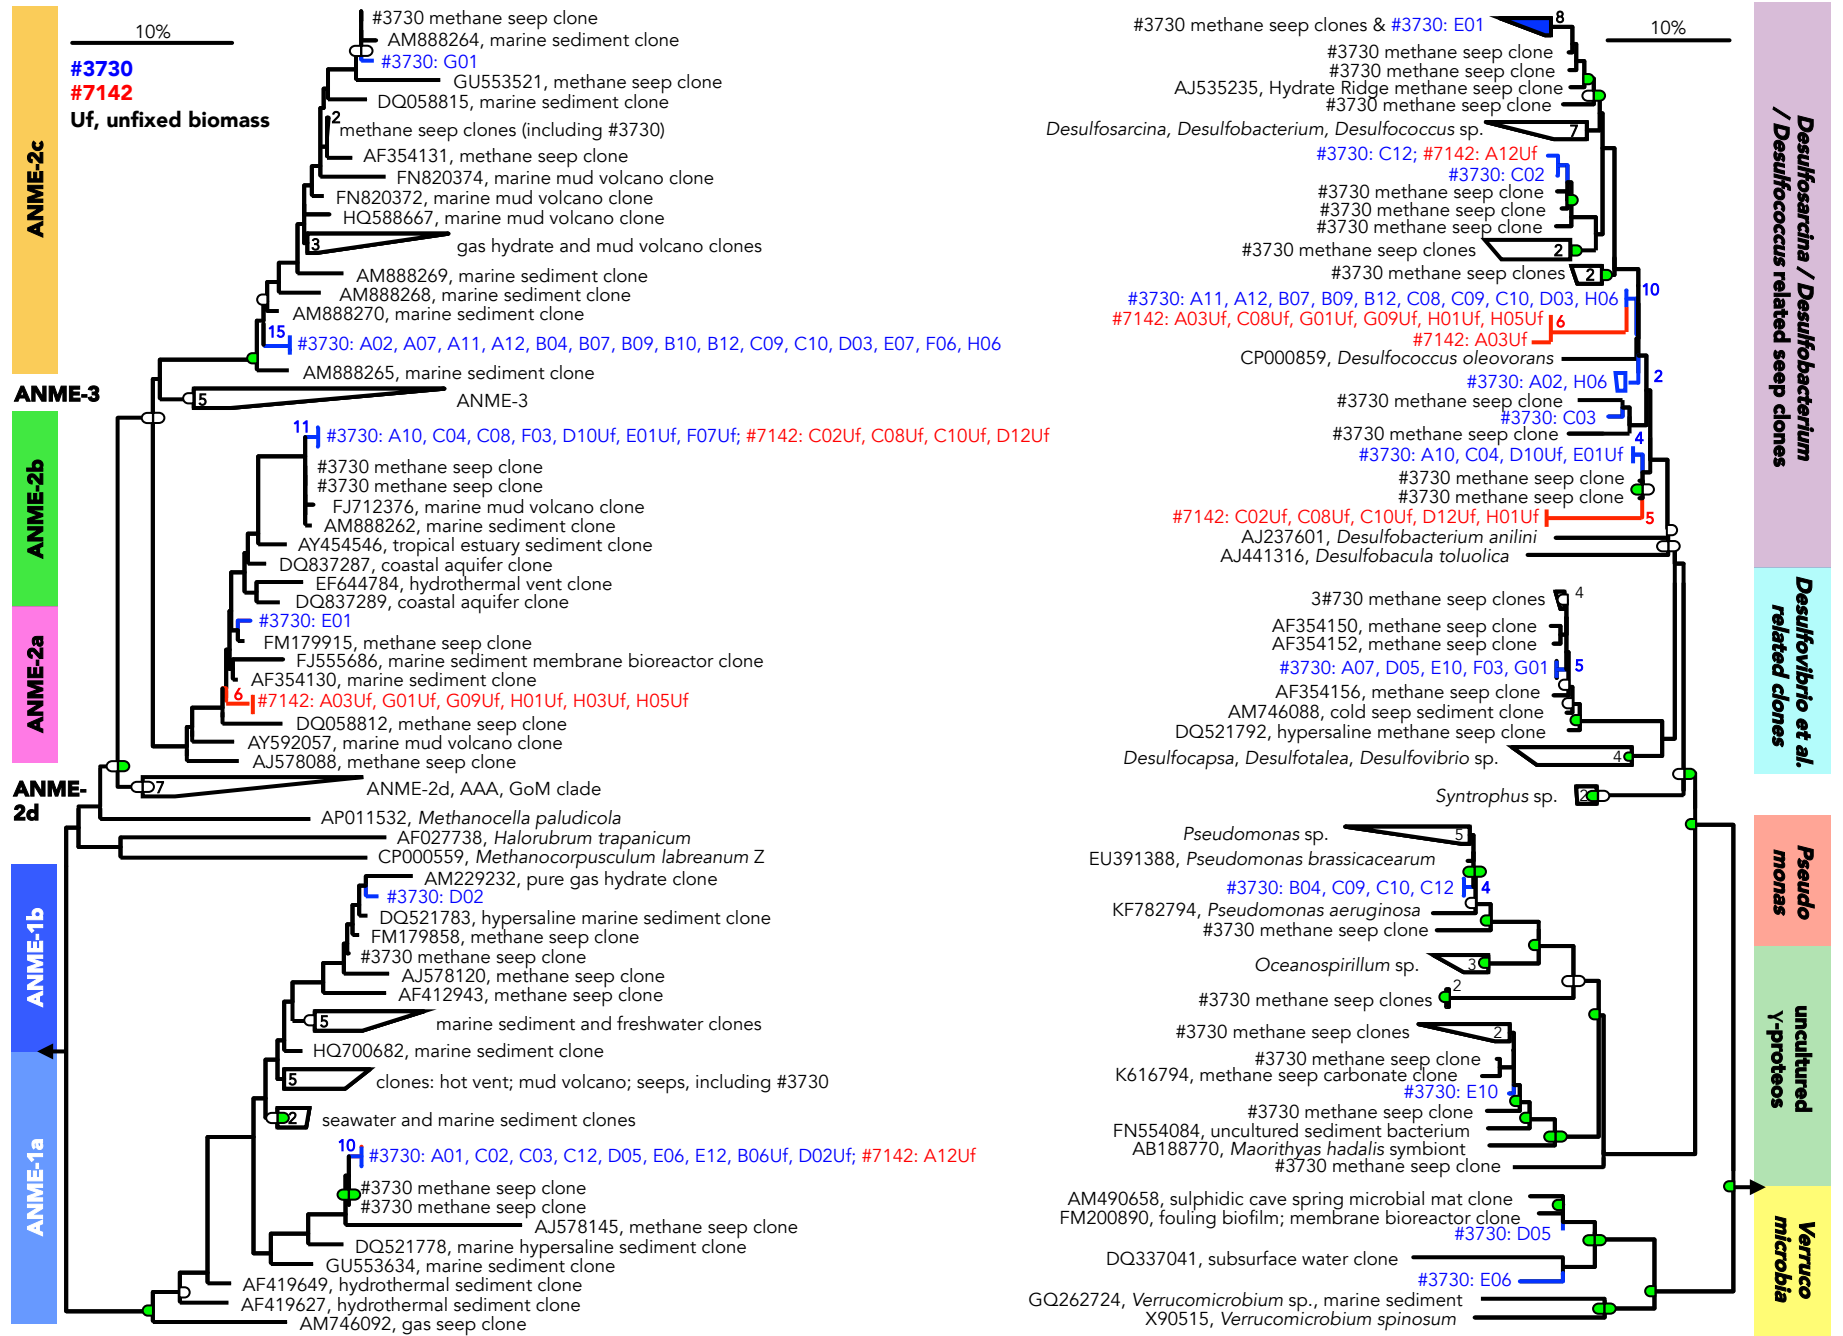 10%
#3730
#7142
Uf, unfixed biomass
ANME-2c
#3730 methane seep clone
AM888264, marine sediment clone
#3730: G01
GU553521, methane seep clone
DQ058815, marine sediment clone
2
methane seep clones (including #3730)
AF354131, methane seep clone
FN820374, marine mud volcano clone
FN820372, marine mud volcano clone
HQ588667, marine mud volcano clone
3 gas hydrate and mud volcano clones
AM888269, marine sediment clone
AM888268, marine sediment clone
AM888270, marine sediment clone
15 #3730: A02, A07, A11, A12, B04, B07, B09, B10, B12, C09, C10, D03, E07, F06, H06
AM888265, marine sediment clone
ANME-3
5 ANME-3
ANME-2b
11 #3730: A10, C04, C08, F03, D10Uf, E01Uf, F07Uf; #7142: C02Uf, C08Uf, C10Uf, D12Uf
#3730 methane seep clone
#3730 methane seep clone
FJ712376, marine mud volcano clone
AM888262, marine sediment clone
AY454546, tropical estuary sediment clone
DQ837287, coastal aquifer clone
EF644784, hydrothermal vent clone
DQ837289, coastal aquifer clone
ANME-2a
#3730: E01
FM179915, methane seep clone
FJ555686, marine sediment membrane bioreactor clone
AF354130, marine sediment clone
6 #7142: A03Uf, G01Uf, G09Uf, H01Uf, H03Uf, H05Uf
DQ058812, methane seep clone
AY592057, marine mud volcano clone
AJ578088, marine sediment clone
ANME-
2d
7 ANME-2d, AAA, GoM clade
AP011532, Methanocella paludicola
AF027738, Halorubrum trapanicum
CP000559, Methanocorpusculum labreanum Z
ANME-1b
AM229232, pure gas hydrate clone
#3730: D02
DQ521783, hypersaline marine sediment clone
FM179858, methane seep clone
#3730 methane seep clone
AJ578120, methane seep clone
AF412943, methane seep clone
5 marine sediment and freshwater clones
HQ700682, marine sediment clone
ANME-1a
5 clones: hot vent; mud volcano; seeps, including #3730
2 seawater and marine sediment clones
10 #3730: A01, C02, C03, C12, D05, E06, E12, B06Uf, D02Uf; #7142: A12Uf
#3730 methane seep clone
#3730 methane seep clone
AJ578145, methane seep clone
DQ521778, marine hypersaline sediment clone
GU553634, marine sediment clone
AF419649, hydrothermal sediment clone
AF419627, hydrothermal sediment clone
AM746092, gas seep clone
10%
Desulfosarcina / Desulfobacterium
/ Desulfococcus related seep clones
#3730 methane seep clones & #3730: E01 8
#3730 methane seep clone
#3730 methane seep clone
AJ535235, Hydrate Ridge methane seep clone
#3730 methane seep clone
Desulfosarcina, Desulfobacterium, Desulfococcus sp. 7
#3730: C12; #7142: A12Uf
#3730: C02
#3730 methane seep clone
#3730 methane seep clone
#3730 methane seep clone
#3730 methane seep clones 2
#3730 methane seep clones 2
#3730: A11, A12, B07, B09, B12, C08, C09, C10, D03, H06 10
#7142: A03Uf, C08Uf, G01Uf, G09Uf, H01Uf, H05Uf 6
#7142: A03Uf
CP000859, Desulfococcus oleovorans
#3730: A02, H06 2
#3730 methane seep clone
#3730: C03
#3730 methane seep clone
4
#3730: A10, C04, D10Uf, E01Uf
#3730 methane seep clone
#3730 methane seep clone
#7142: C02Uf, C08Uf, C10Uf, D12Uf, H01Uf 5
AJ237601, Desulfobacterium anilini
AJ441316, Desulfobacula toluolica
Desulfovibrio et al.
related clones
3#730 methane seep clones 4
AF354150, methane seep clone
AF354152, methane seep clone
#3730: A07, D05, E10, F03, G01 5
AF354156, methane seep clone
AM746088, cold seep sediment clone
DQ521792, hypersaline methane seep clone
Desulfocapsa, Desulfotalea, Desulfovibrio sp. 4
Syntrophus sp. 2
Pseudo
monas
Pseudomonas sp. 5
EU391388, Pseudomonas brassicacearum
#3730: B04, C09, C10, C12 4
KF782794, Pseudomonas aeruginosa
#3730 methane seep clone
uncultured
γ-proteos
Oceanospirillum sp. 3
#3730 methane seep clones 2
#3730 methane seep clones 2
#3730 methane seep clone
K616794, methane seep carbonate clone
#3730: E10
#3730 methane seep clone
FN554084, uncultured sediment bacterium
AB188770, Maorithyas hadalis symbiont
#3730 methane seep clone
Verruco
microbia
AM490658, sulphidic cave spring microbial mat clone
FM200890, fouling biofilm; membrane bioreactor clone
#3730: D05
DQ337041, subsurface water clone
#3730: E06
GQ262724, Verrucomicrobium sp., marine sediment
X90515, Verrucomicrobium spinosum